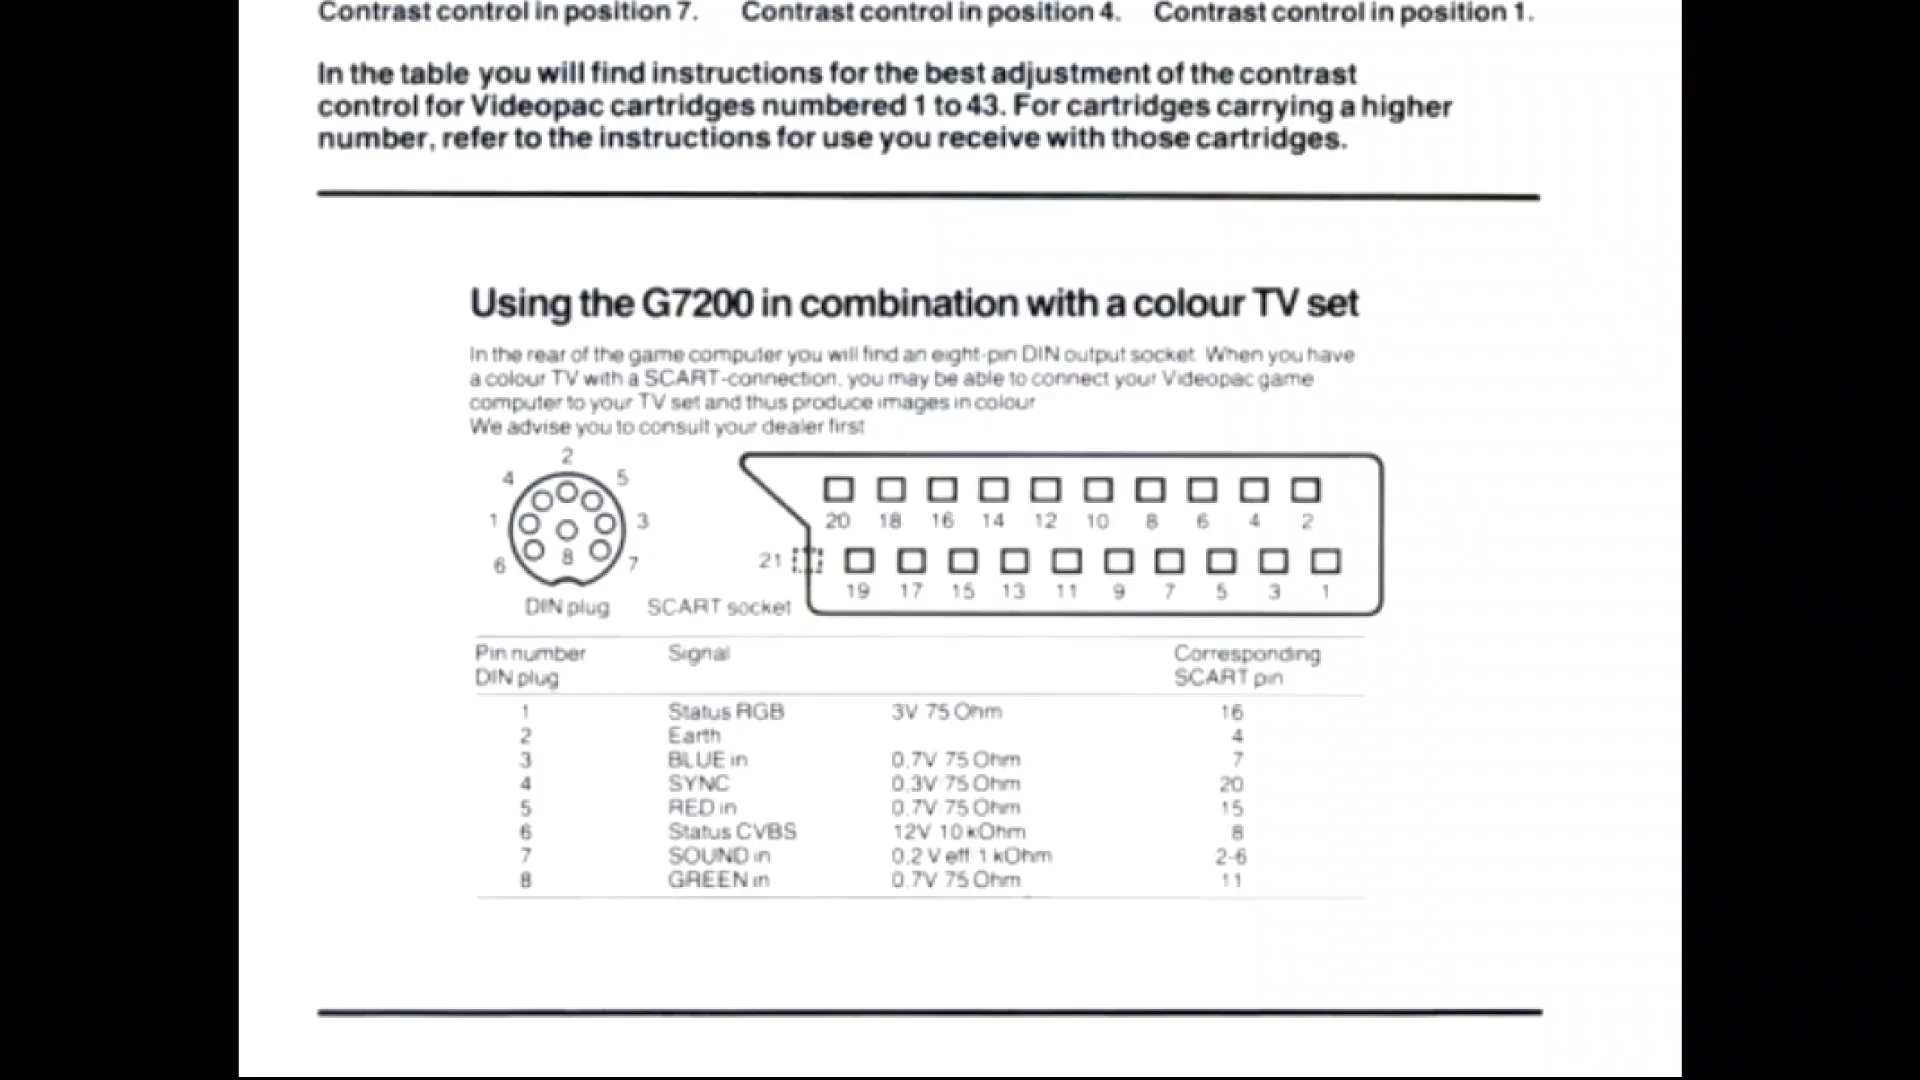 Contrast control in position 7. Contrast control in position 4. Contrast control in position 1.
In the table you will find instructions for the best adjustment of the contrast
control for Videopac cartridges numbered 1 to 43. For cartridges carrying a higher
number, refer to the instructions for use you receive with those cartridges.
Using the G7200 in combination with a colour TV set
In the rear of the game computer you will find an eight-pin DIN output socket. When you have
a colour TV with a SCART-connection, you may be able to connect your Videopac game
computer to your TV set and thus produce images in colour
We advise you to consult your dealer first
2
4 5
1 3
6 8 7
DIN plug
20 18 16 14 12 10 8 6 4 2
21
19 17 15 13 11 9 7 5 3 1
SCART socket
Pin number Signal Corresponding
DIN plug SCART pin
1 Status RGB 3V 75 Ohm 16
2 Earth 4
3 BLUE in 0.7V 75 Ohm 7
4 SYNC 0.3V 75 Ohm 20
5 RED in 0.7V 75 Ohm 15
6 Status CVBS 12V 10 kOhm 8
7 SOUND in 0.2 V eff 1 kOhm 2-6
8 GREEN in 0.7V 75 Ohm 11